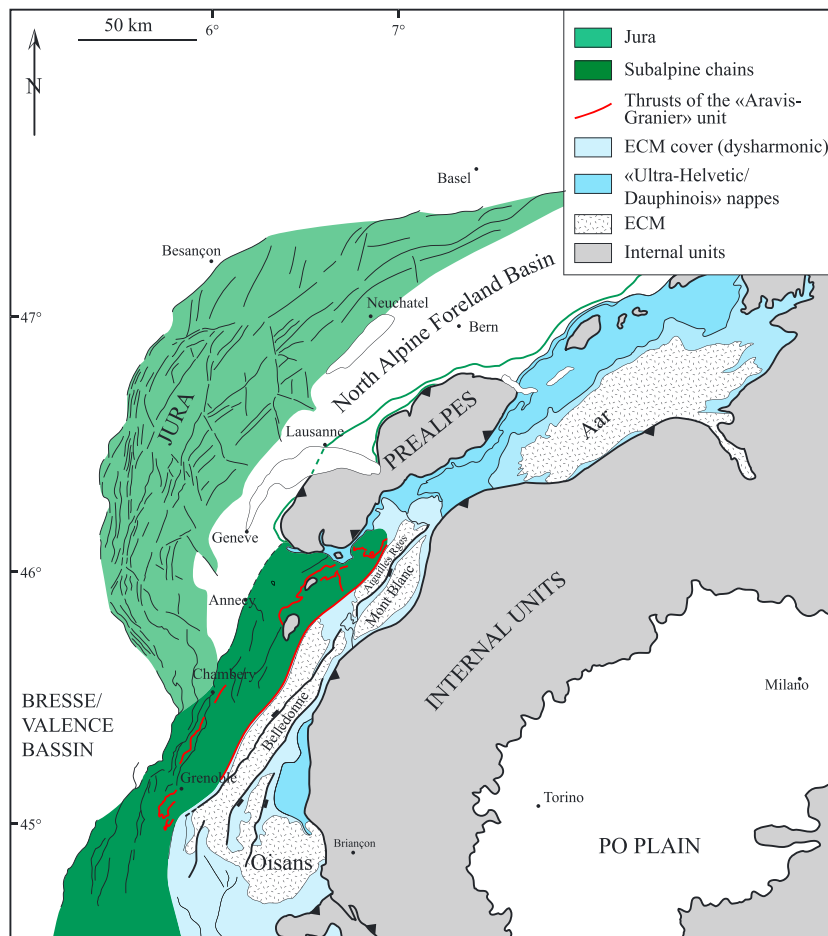 50 km
6°
7°
N
Jura
Subalpine chains
Thrusts of the «Aravis-
Granier» unit
ECM cover (dysharmonic)
«Ultra-Helvetic/
Dauphinois» nappes
ECM
Internal units
Basel
Besançon
Neuchatel
Bern
47°
North Alpine Foreland Basin
JURA
Lausanne
PREALPES
Aar
Geneve
46°
Aiguilles Rges
Mont Blanc
Annecy
INTERNAL UNITS
Chambery
Milano
BRESSE/
VALENCE
BASSIN
Belledonne
Grenoble
Torino
45°
Oisans
Briançon
PO PLAIN